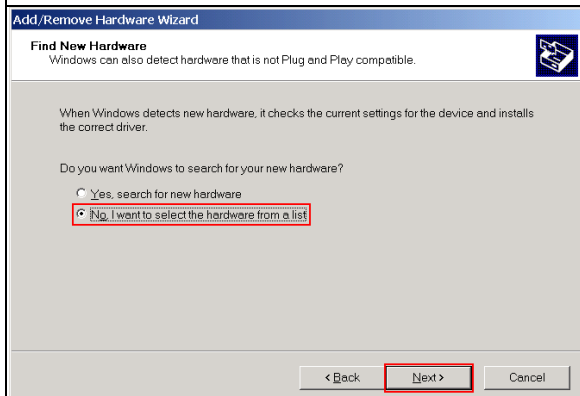 Add/Remove Hardware Wizard
Find New Hardware
Windows can also detect hardware that is not Plug and Play compatible.
When Windows detects new hardware, it checks the current settings for the device and installs
the correct driver.
Do you want Windows to search for your new hardware?
Yes, search for new hardware
No, I want to select the hardware from a list
< Back
Next >
Cancel